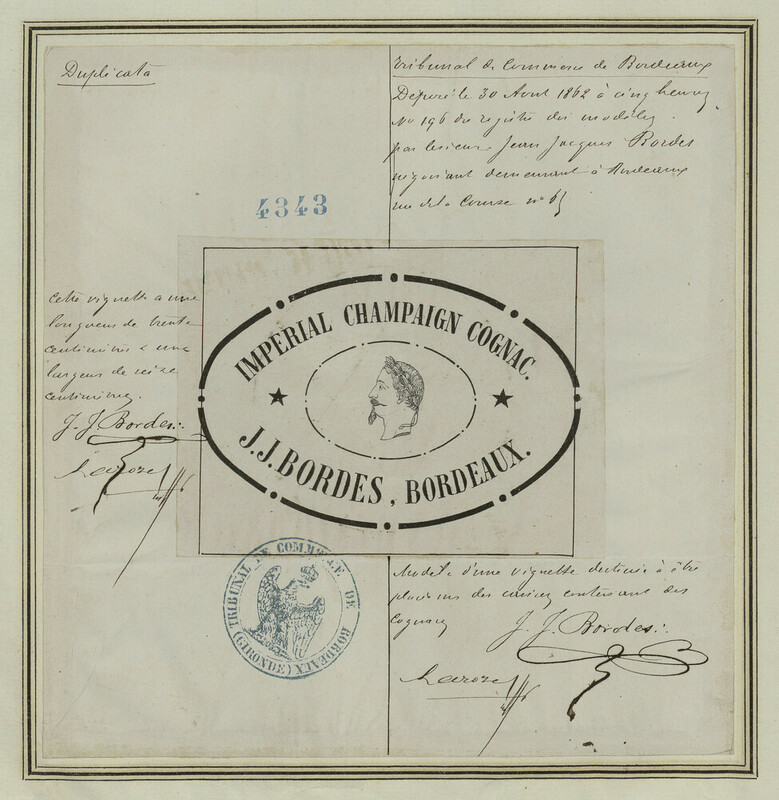 Duplicata
Tribunal de Commerce de Bordeaux
Déposé le 30 Avril 1862 à cinq heures
No 196 du registre des modèles
par le sieur Jean Jacques Bordes
négociant demeurant à Bordeaux
rue de la Course no
4343
cette vignette a une
longueur de trente
centimètres & une
largeur de seize
centimètres.
J. J. Bordes
IMPERIAL CHAMPAIGN COGNAC.
J.J. BORDES, BORDEAUX.
TRIBUNAL DE COMMERCE DE BORDEAUX (GIRONDE)
Modèle d'une vignette destinée à être
placée sur des caisses contenant des
Cognacs
J. J. Bordes